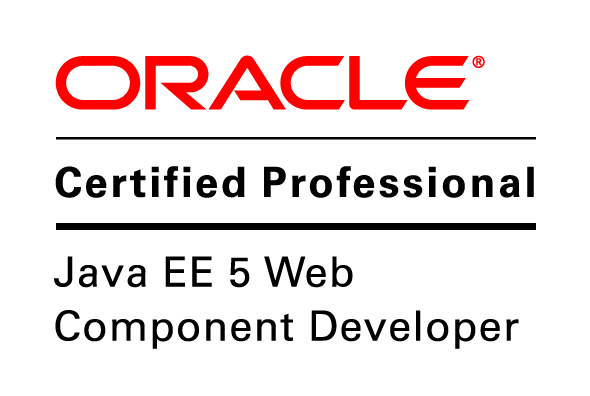 ORACLE®
Certified Professional
Java EE 5 Web
Component Developer